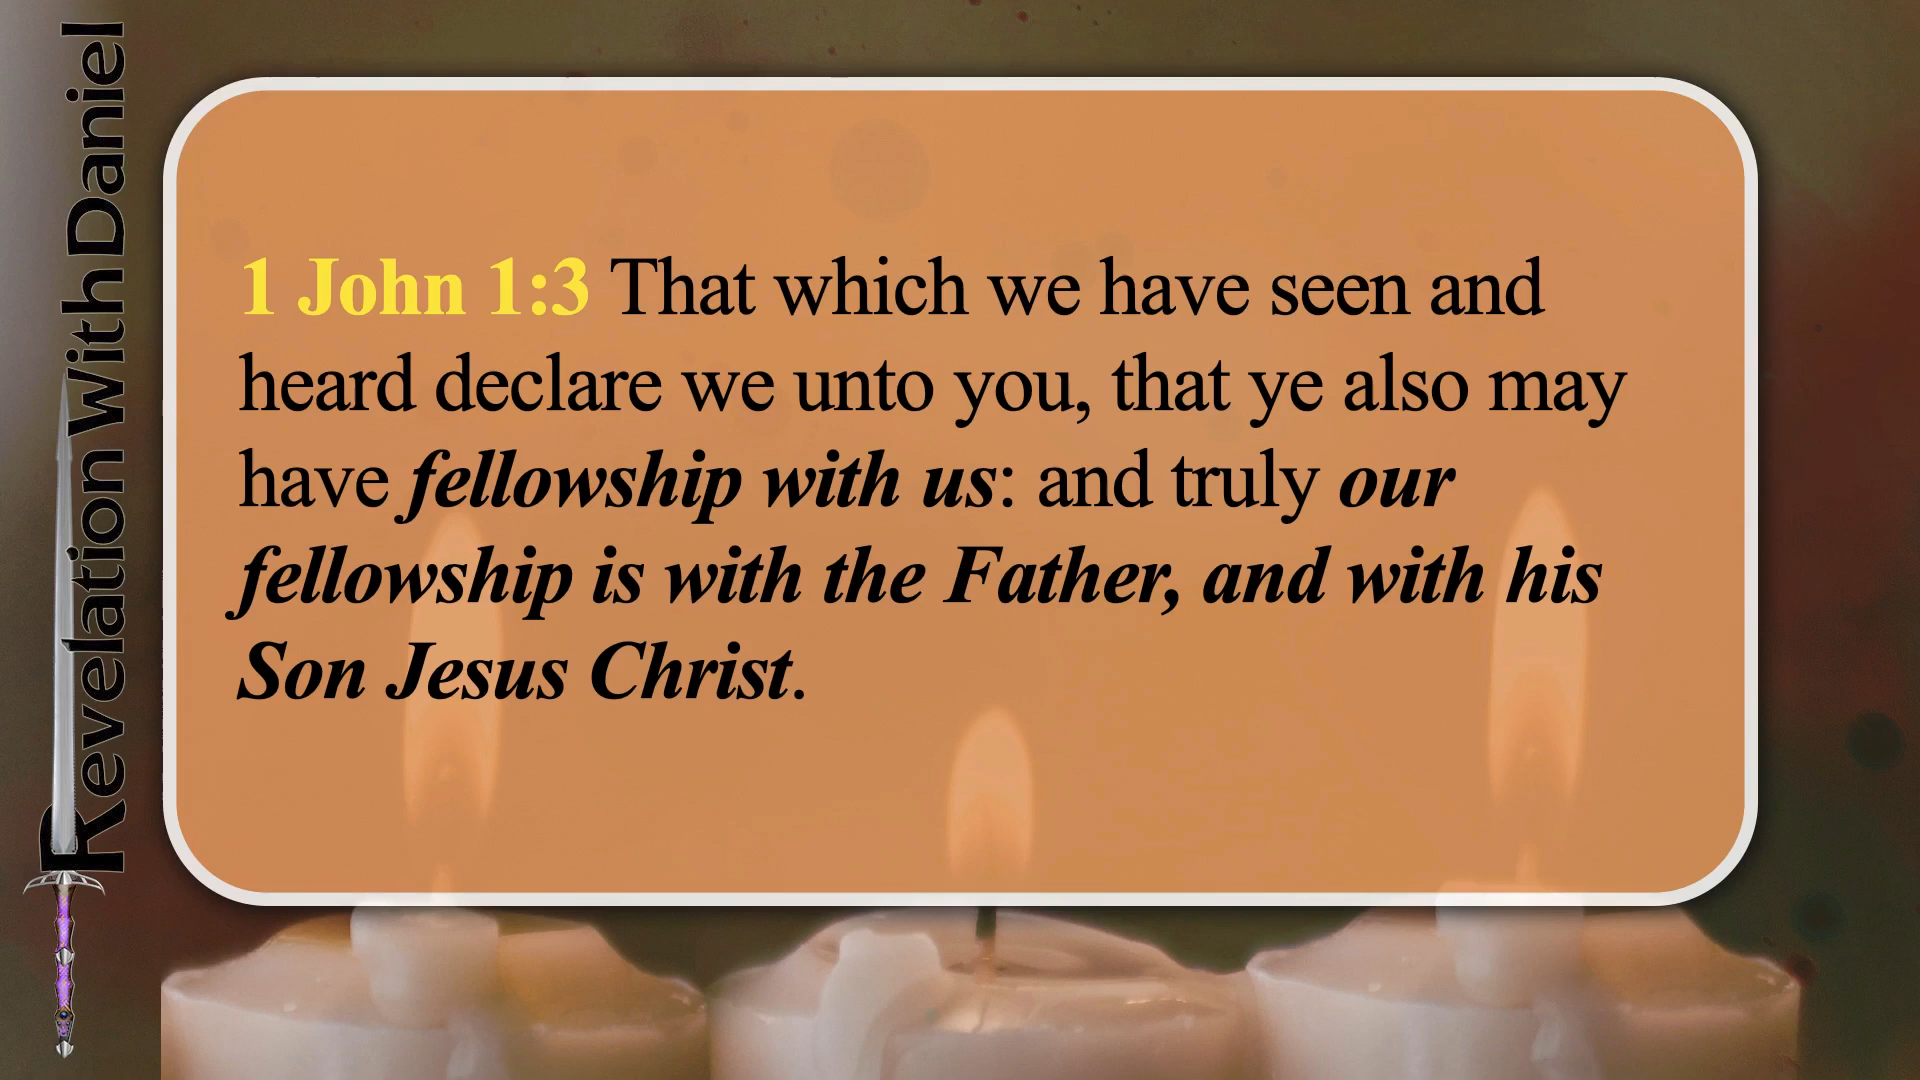 Revelation With Daniel
1 John 1:3 That which we have seen and
heard declare we unto you, that ye also may
have fellowship with us: and truly our
fellowship is with the Father, and with his
Son Jesus Christ.